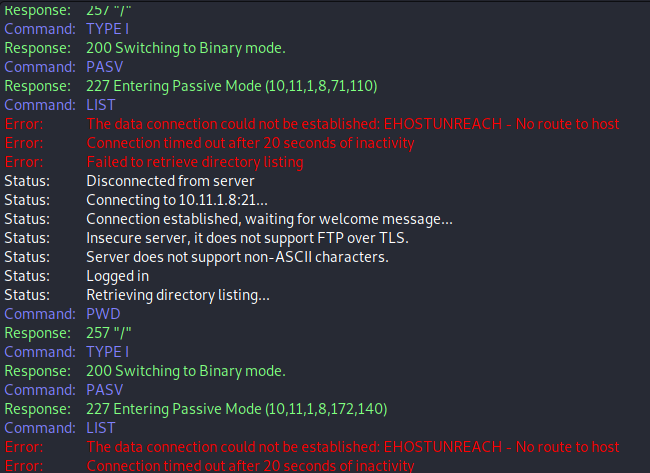 Response: 257 "/"
Command: TYPE I
Response: 200 Switching to Binary mode.
Command: PASV
Response: 227 Entering Passive Mode (10,11,1,8,71,110)
Command: LIST
Error: The data connection could not be established: EHOSTUNREACH - No route to host
Error: Connection timed out after 20 seconds of inactivity
Error: Failed to retrieve directory listing
Status: Disconnected from server
Status: Connecting to 10.11.1.8:21...
Status: Connection established, waiting for welcome message...
Status: Insecure server, it does not support FTP over TLS.
Status: Server does not support non-ASCII characters.
Status: Logged in
Status: Retrieving directory listing...
Command: PWD
Response: 257 "/"
Command: TYPE I
Response: 200 Switching to Binary mode.
Command: PASV
Response: 227 Entering Passive Mode (10,11,1,8,172,140)
Command: LIST
Error: The data connection could not be established: EHOSTUNREACH - No route to host
Error: Connection timed out after 20 seconds of inactivity